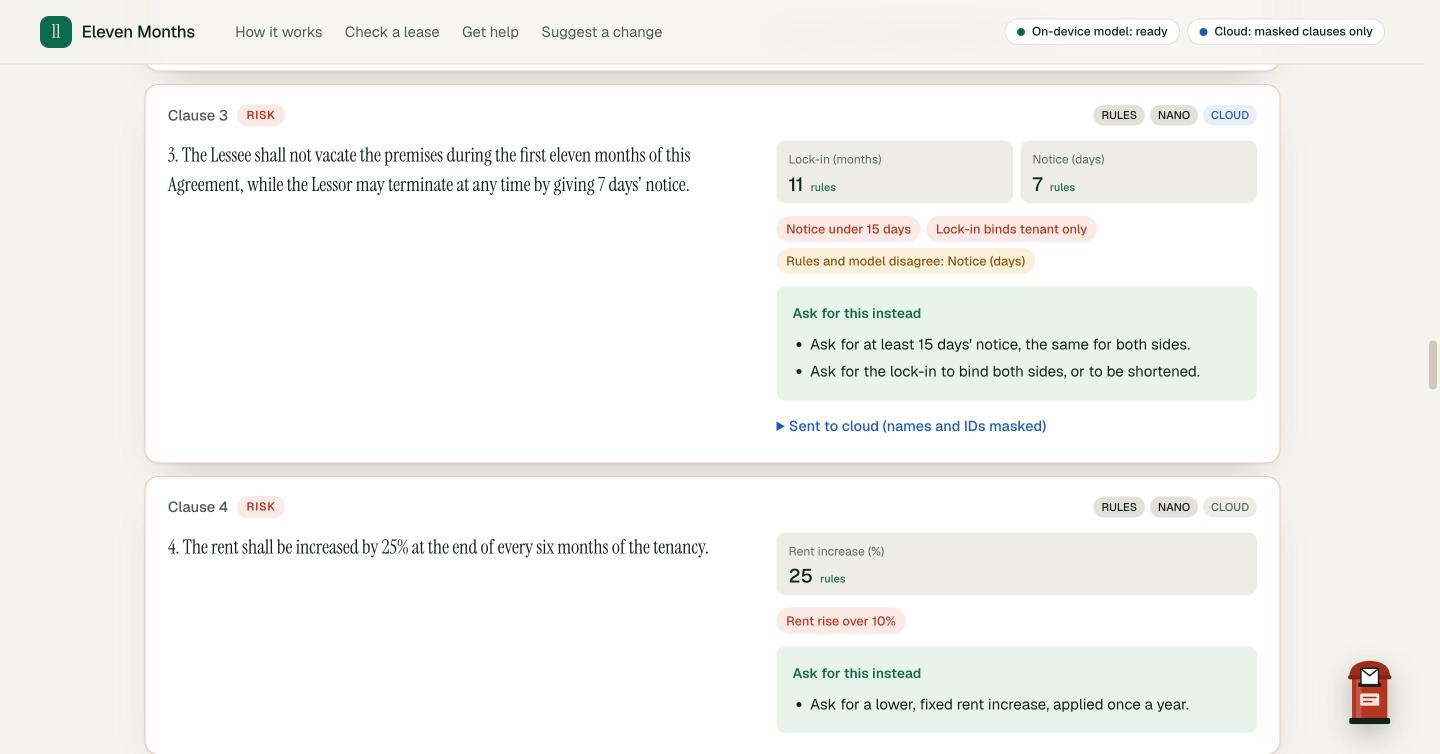 ll Eleven Months How it works Check a lease Get help Suggest a change On-device model: ready Cloud: masked clauses only
Clause 3 RISK RULES NANO CLOUD
3. The Lessee shall not vacate the premises during the first eleven months of this
Agreement, while the Lessor may terminate at any time by giving 7 days' notice.
Lock-in (months) Notice (days)
11 rules 7 rules
Notice under 15 days Lock-in binds tenant only
Rules and model disagree: Notice (days)
Ask for this instead
• Ask for at least 15 days' notice, the same for both sides.
• Ask for the lock-in to bind both sides, or to be shortened.
▶ Sent to cloud (names and IDs masked)
Clause 4 RISK RULES NANO CLOUD
4. The rent shall be increased by 25% at the end of every six months of the tenancy.
Rent increase (%)
25 rules
Rent rise over 10%
Ask for this instead
• Ask for a lower, fixed rent increase, applied once a year.